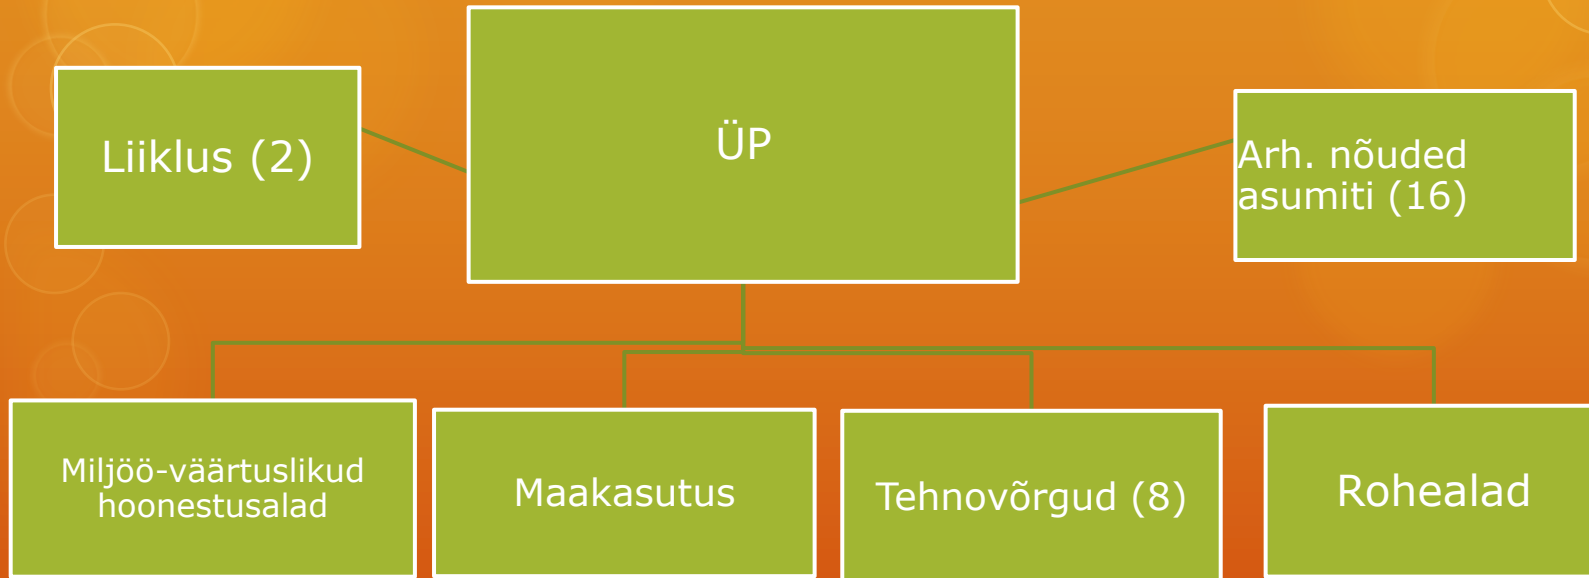 ÜP
Liiklus (2)
Arh. nõuded
asumiti (16)
Miljöö-väärtuslikud
hoonestusalad
Maakasutus
Tehnovõrgud (8)
Rohealad